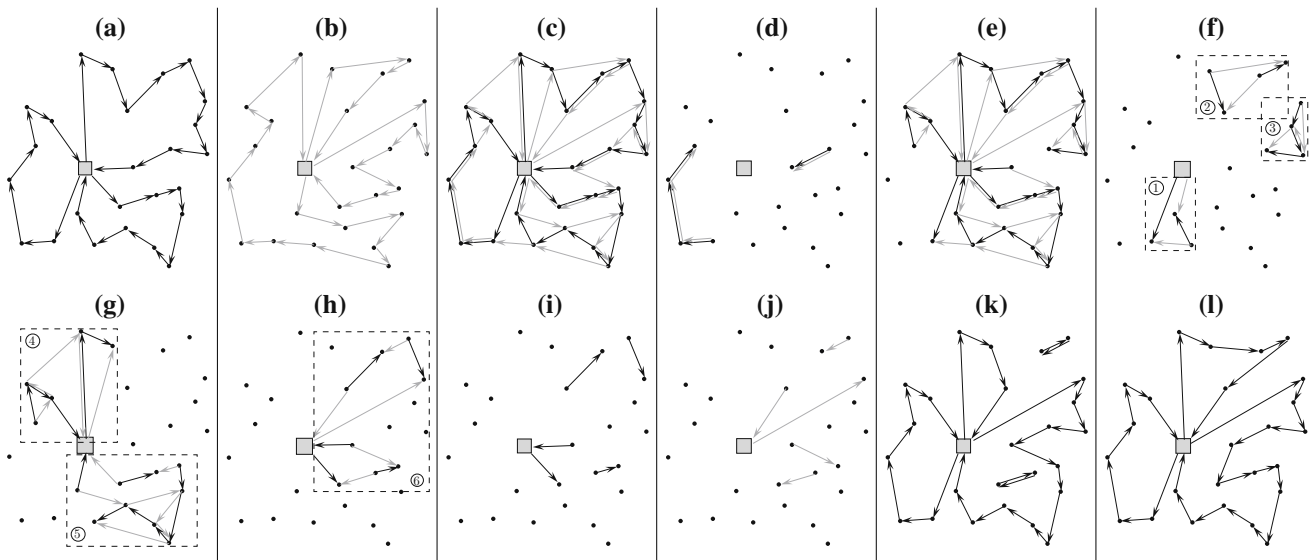 (a) (b) (c) (d) (e) (f)
② ③ ①
(g) (h) (i) (j) (k) (l)
④ ⑤ ⑥